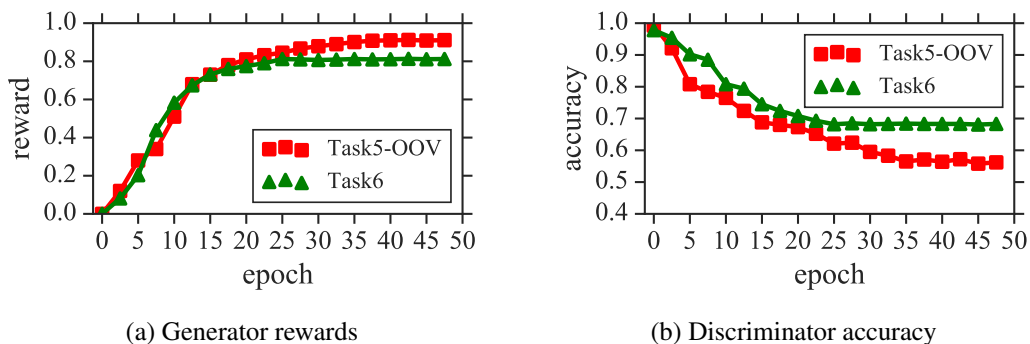 1.0
0.8
0.6
0.4
0.2
0.0
reward
Task5-OOV
Task6
0 5 10 15 20 25 30 35 40 45 50
epoch
(a) Generator rewards
1.0
0.9
0.8
0.7
0.6
0.5
0.4
accuracy
Task5-OOV
Task6
0 5 10 15 20 25 30 35 40 45 50
epoch
(b) Discriminator accuracy